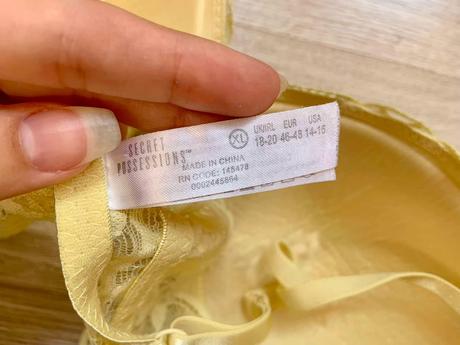 SECRET
POSSESSIONS™
XL
UK/IRL EUR USA
18-20 46-48 14-16
MADE IN CHINA
RN CODE: 145478
0002445864